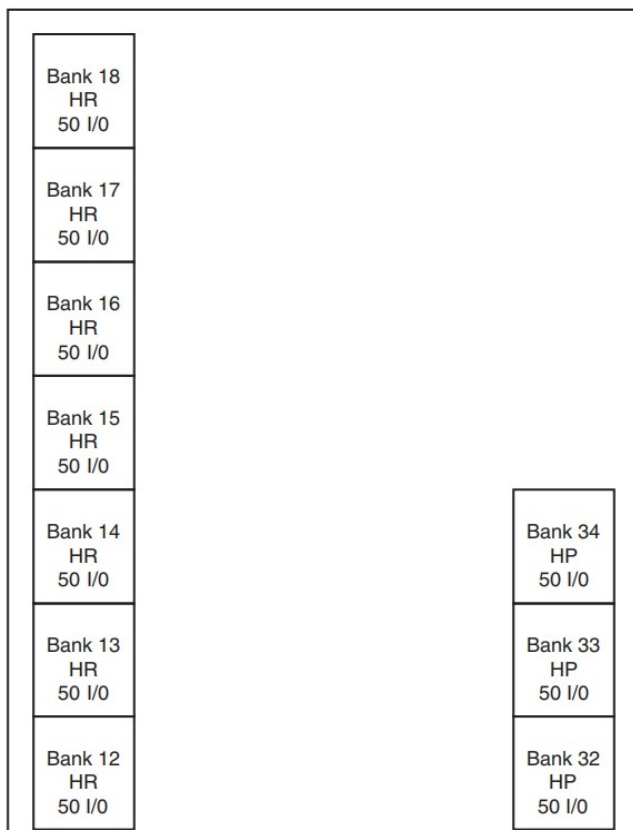 Bank 18
HR
50 I/0
Bank 17
HR
50 I/0
Bank 16
HR
50 I/0
Bank 15
HR
50 I/0
Bank 14
HR
50 I/0
Bank 34
HP
50 I/0
Bank 13
HR
50 I/0
Bank 33
HP
50 I/0
Bank 12
HR
50 I/0
Bank 32
HP
50 I/0